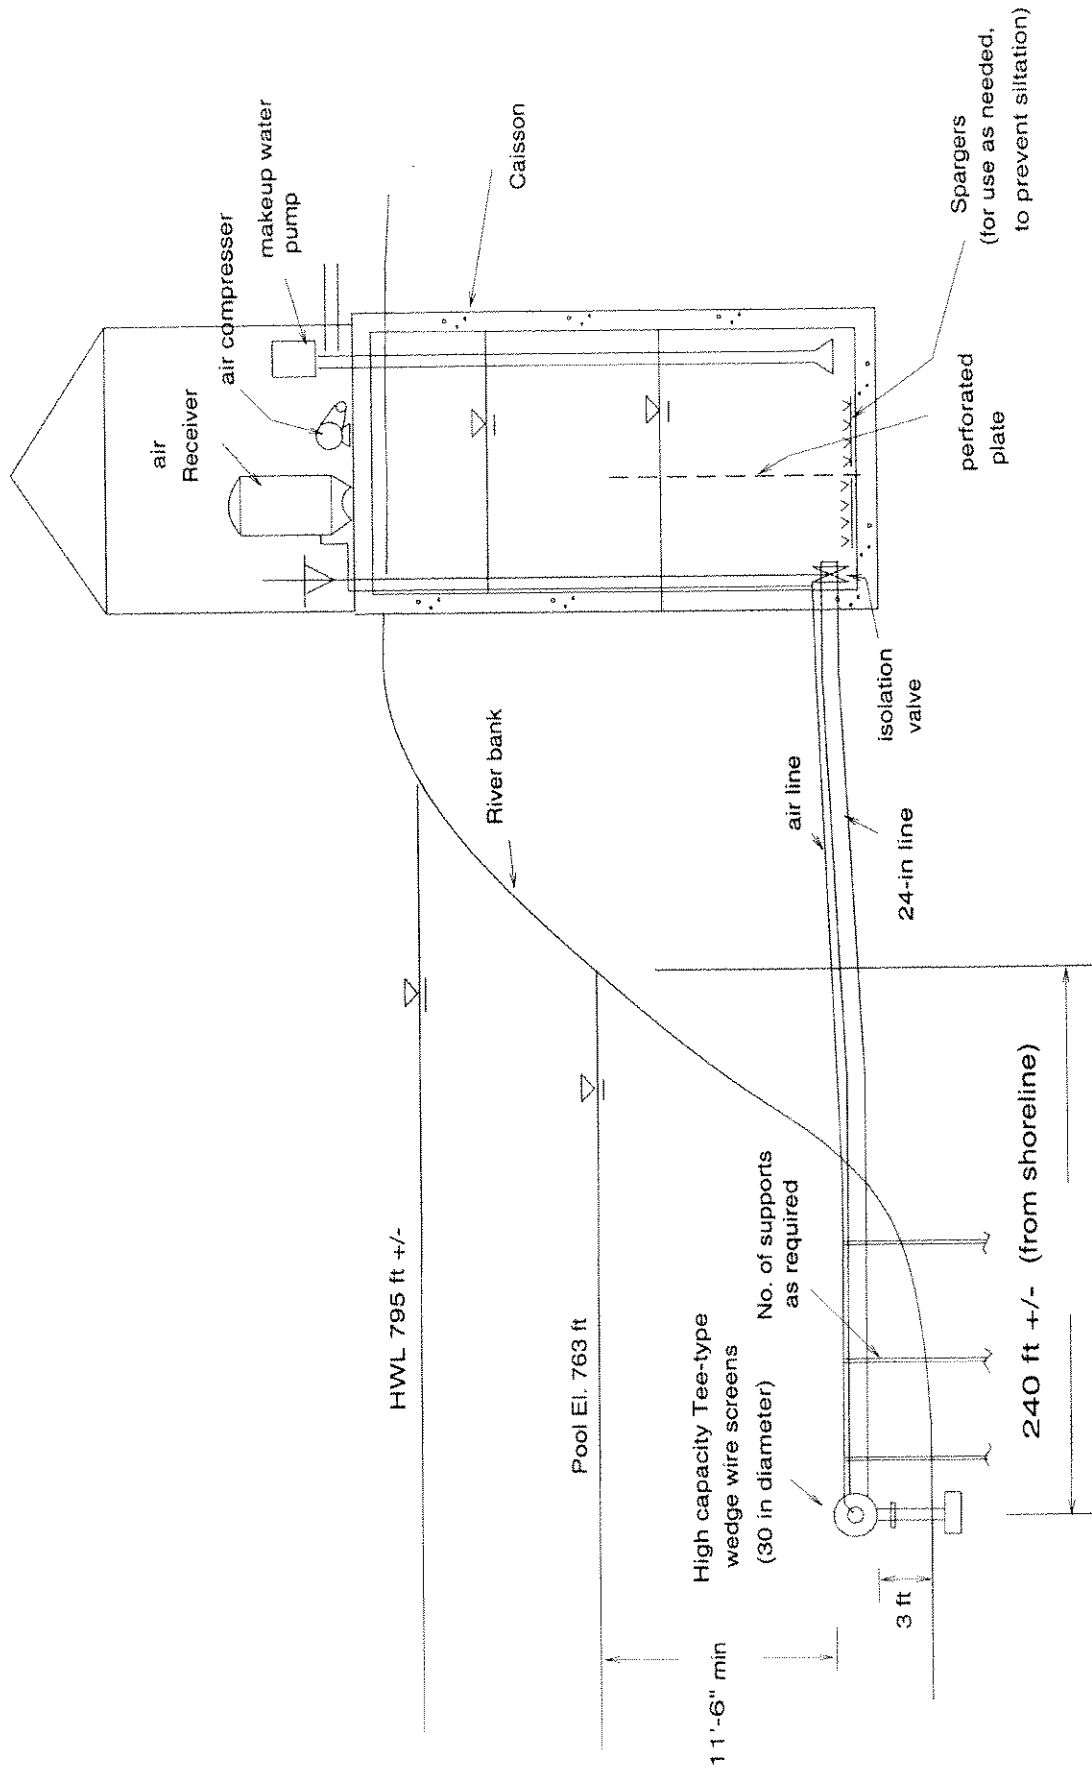 air
Receiver
air compresser
makeup water
pump
Caisson
HWL 795 ft +/-
River bank
Pool El. 763 ft
High capacity Tee-type
wedge wire screens
(30 in diameter)
No. of supports
as required
air line
24-in line
isolation
valve
perforated
plate
Spargers
(for use as needed,
to prevent siltation)
11'-6" min
3 ft
240 ft +/- (from shoreline)